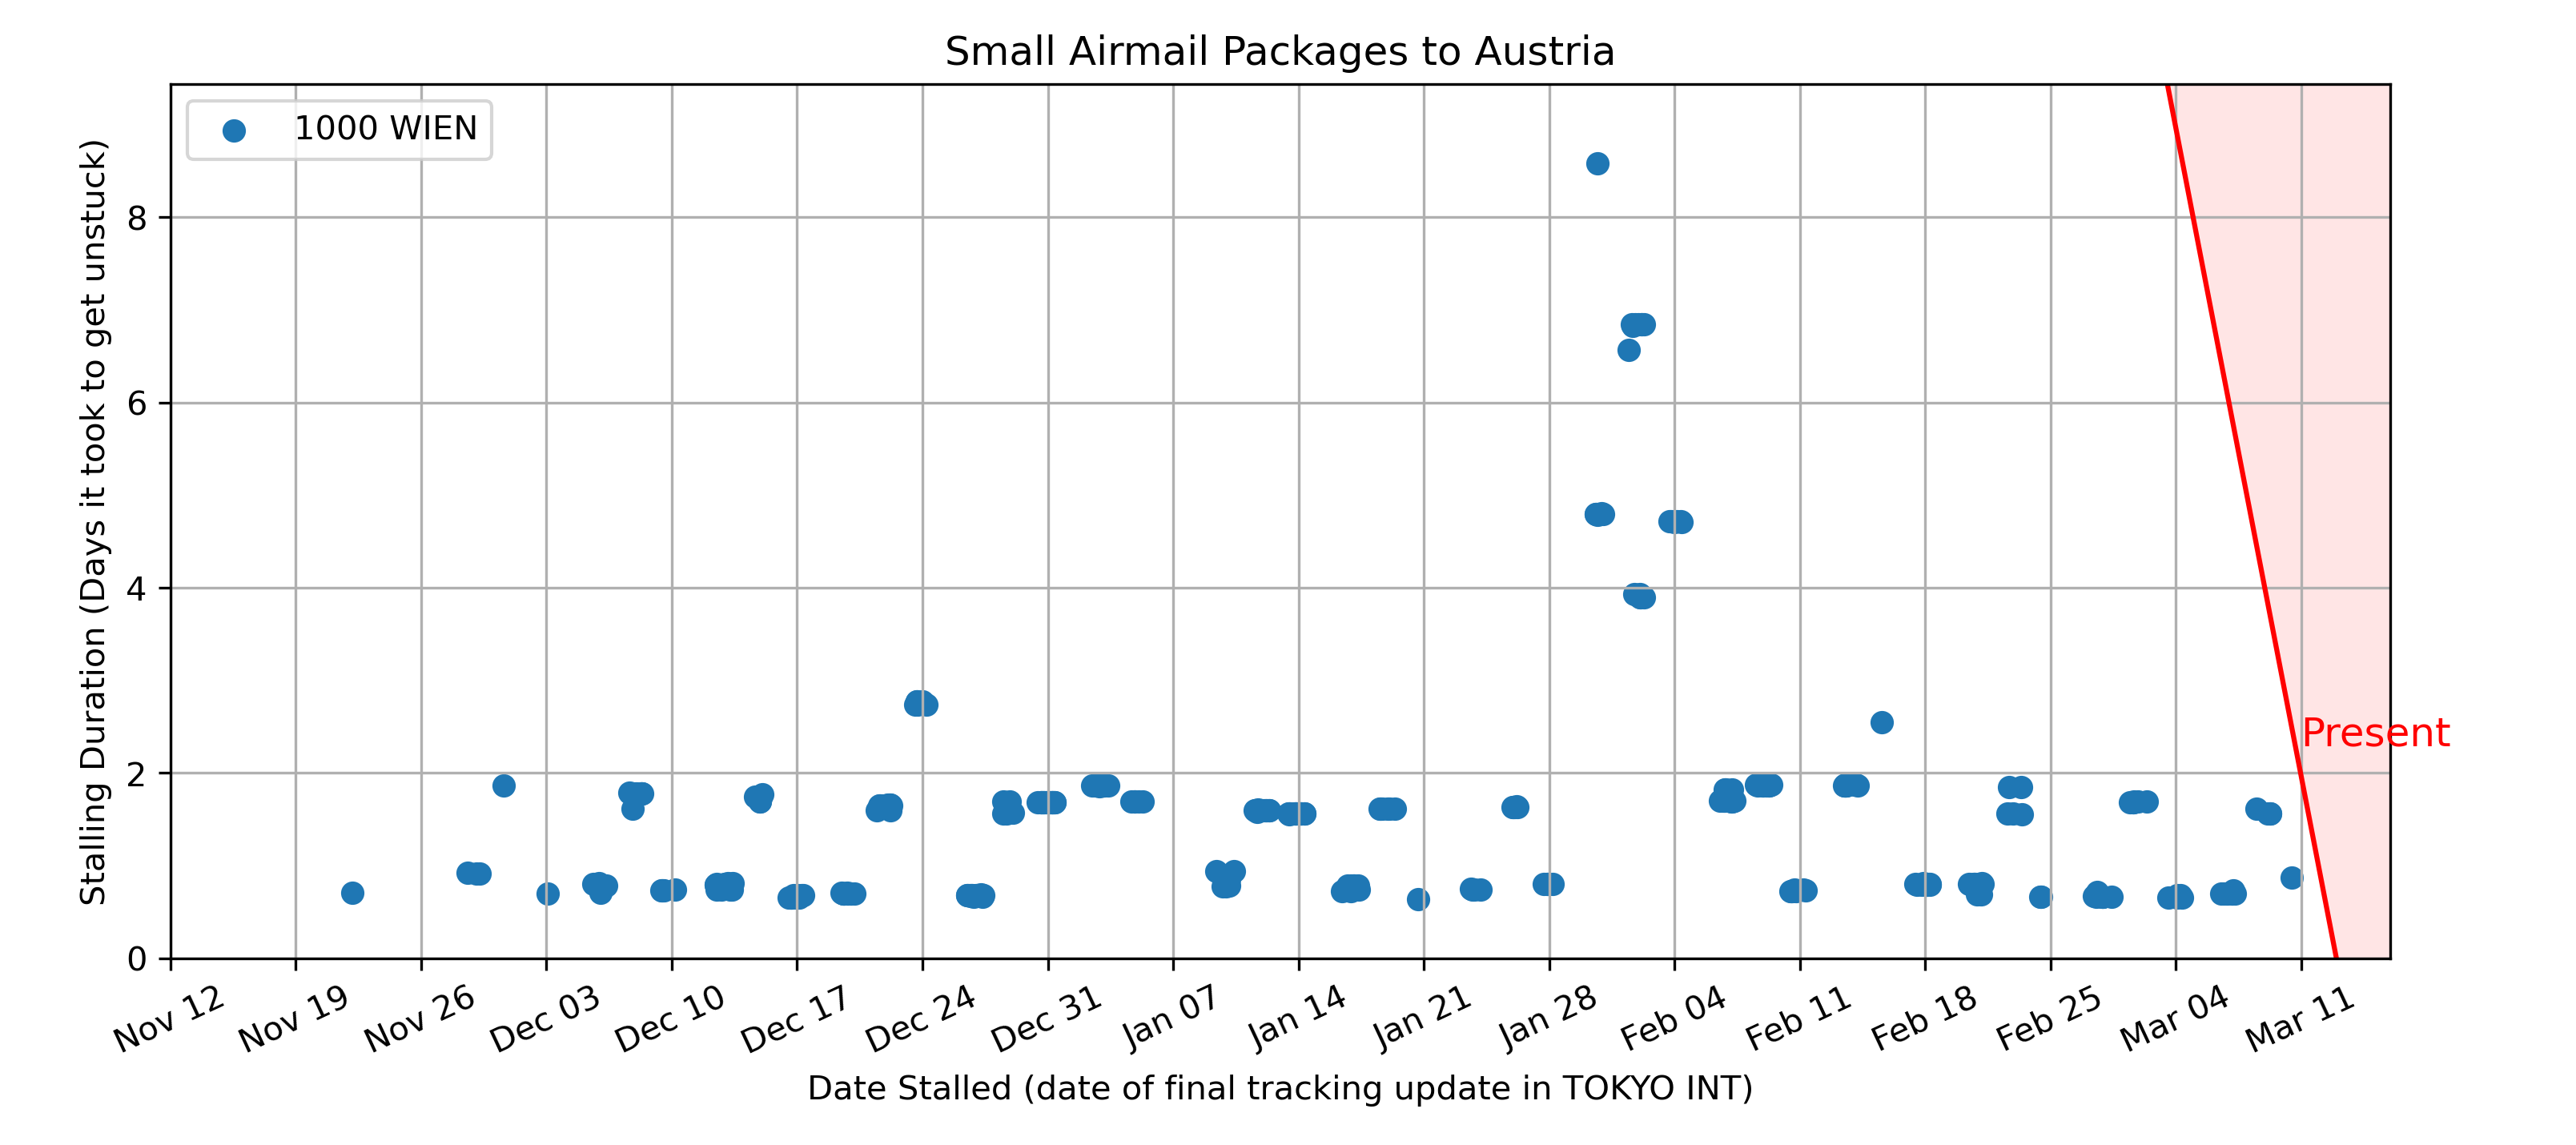 Small Airmail Packages to Austria
1000 WIEN
Stalling Duration (Days it took to get unstuck)
8
6
4
2
0
Present
Nov 12
Nov 19
Nov 26
Dec 03
Dec 10
Dec 17
Dec 24
Dec 31
Jan 07
Jan 14
Jan 21
Jan 28
Feb 04
Feb 11
Feb 18
Feb 25
Mar 04
Mar 11
Date Stalled (date of final tracking update in TOKYO INT)